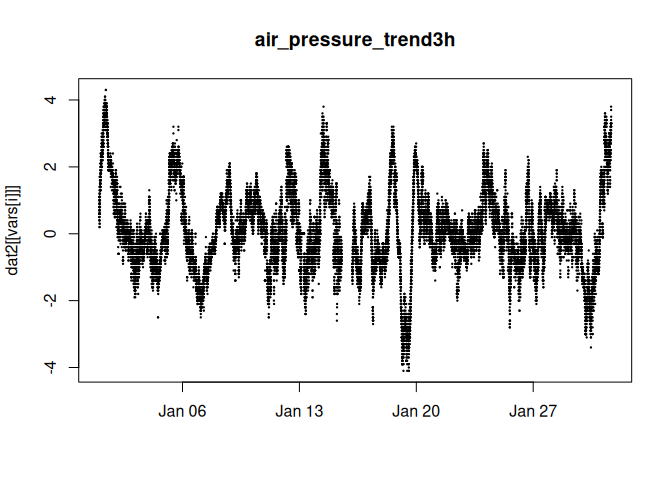 air_pressure_trend3h
dat2[[vars[i]]]
4
2
0
-2
-4
Jan 06
Jan 13
Jan 20
Jan 27